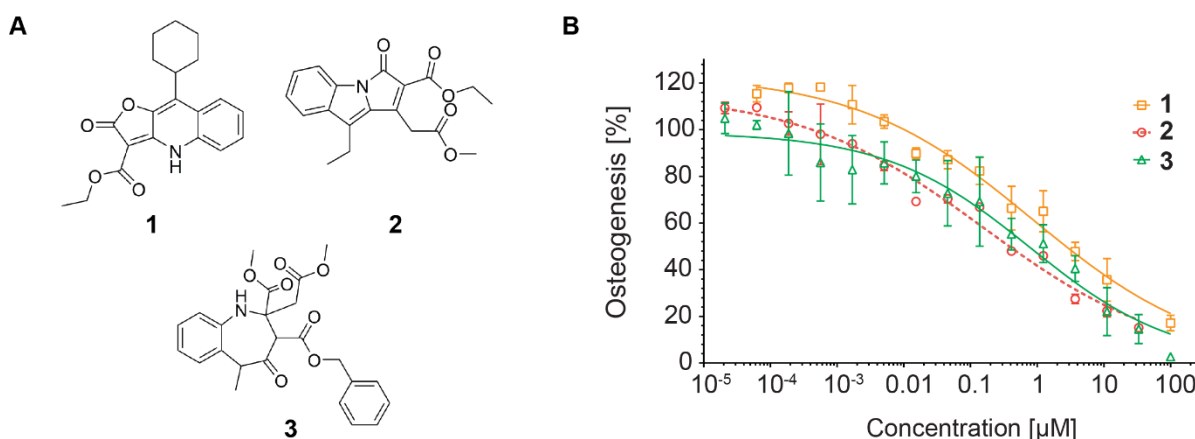 A
O
O
O
O
N
H
1
O
O
N
O
O
O
2
O
O
O
O
H
N
O
O
O
3
B
Osteogenesis [%]
120
100
80
60
40
20
0
10⁻⁵
10⁻⁴
10⁻³
0.01
0.1
1
10
100
Concentration [µM]
1
2
3